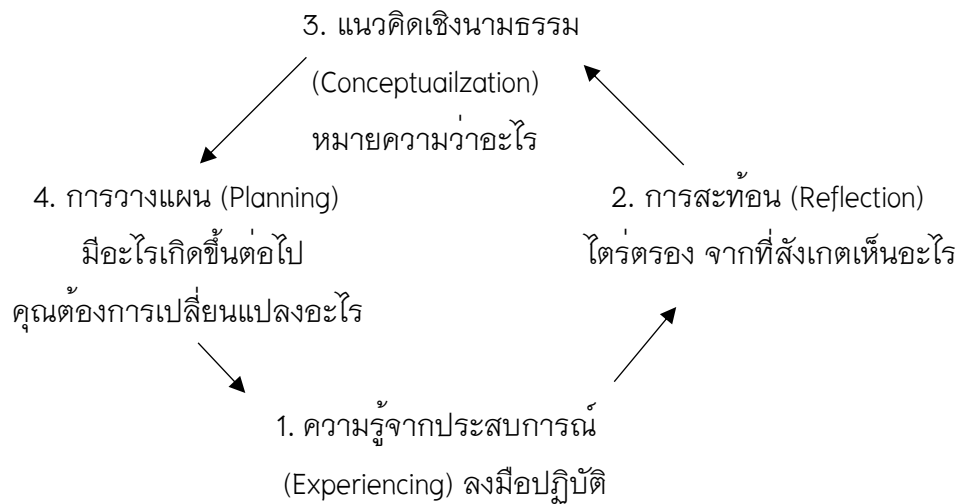 3. แนวคิดเชิงนามธรรม
(Conceptuailzation)
หมายความว่าอะไร
4. การวางแผน (Planning)
มีอะไรเกิดขึ้นต่อไป
คุณต้องการเปลี่ยนแปลงอะไร
2. การสะท้อน (Reflection)
ไตร่ตรอง จากที่สังเกตเห็นอะไร
1. ความรู้จากประสบการณ์
(Experiencing) ลงมือปฏิบัติ